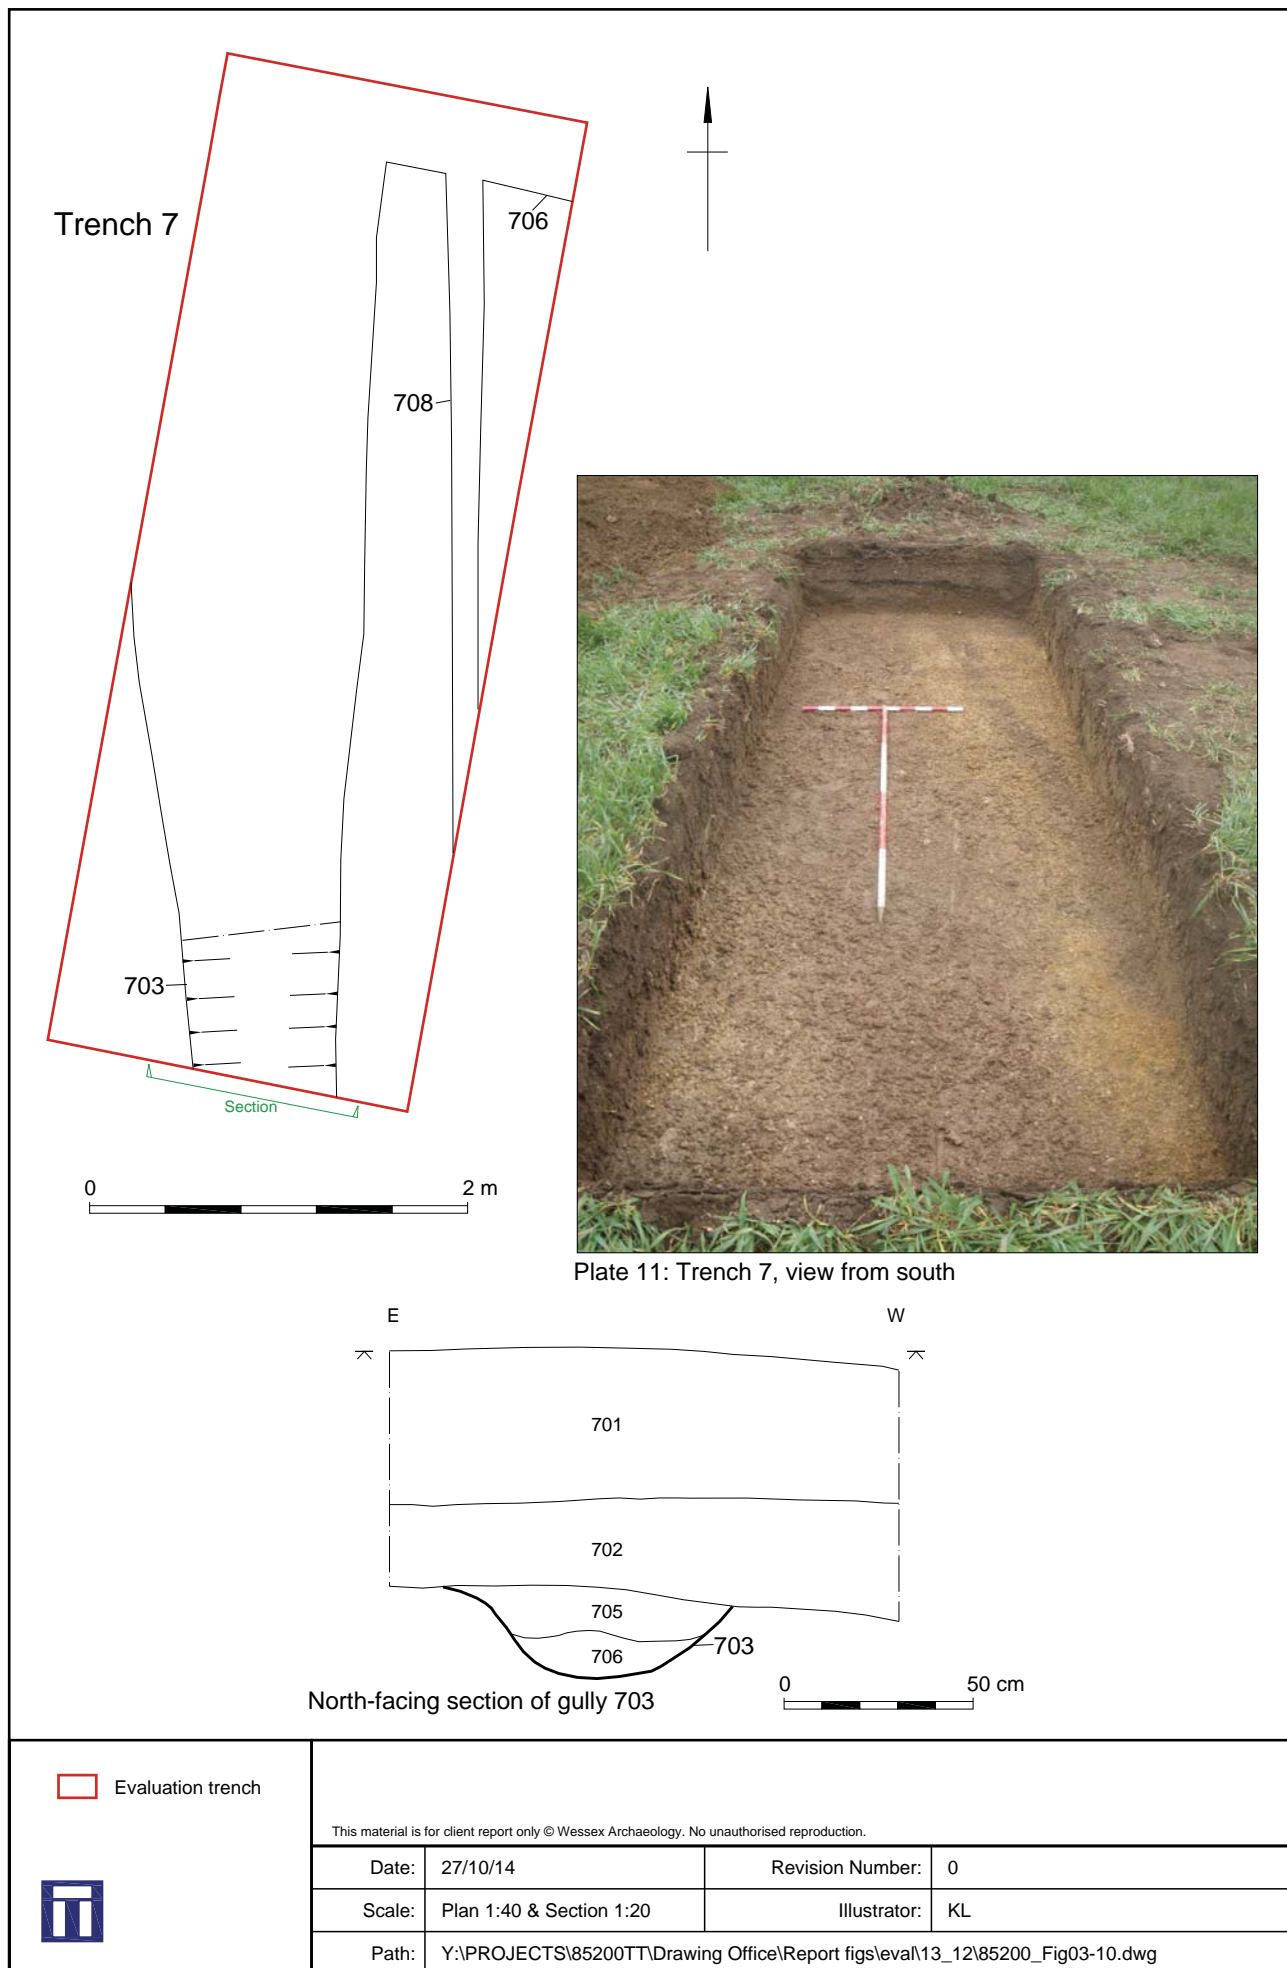 Trench 7
706
708
703
Section
0 2 m
Plate 11: Trench 7, view from south
E W
701
702
705
706
703
North-facing section of gully 703
0 50 cm
Evaluation trench
This material is for client report only © Wessex Archaeology. No unauthorised reproduction.
Date: 27/10/14 Revision Number: 0
Scale: Plan 1:40 & Section 1:20 Illustrator: KL
Path: Y:\PROJECTS\85200TT\Drawing Office\Report figs\eval\13_12\85200_Fig03-10.dwg